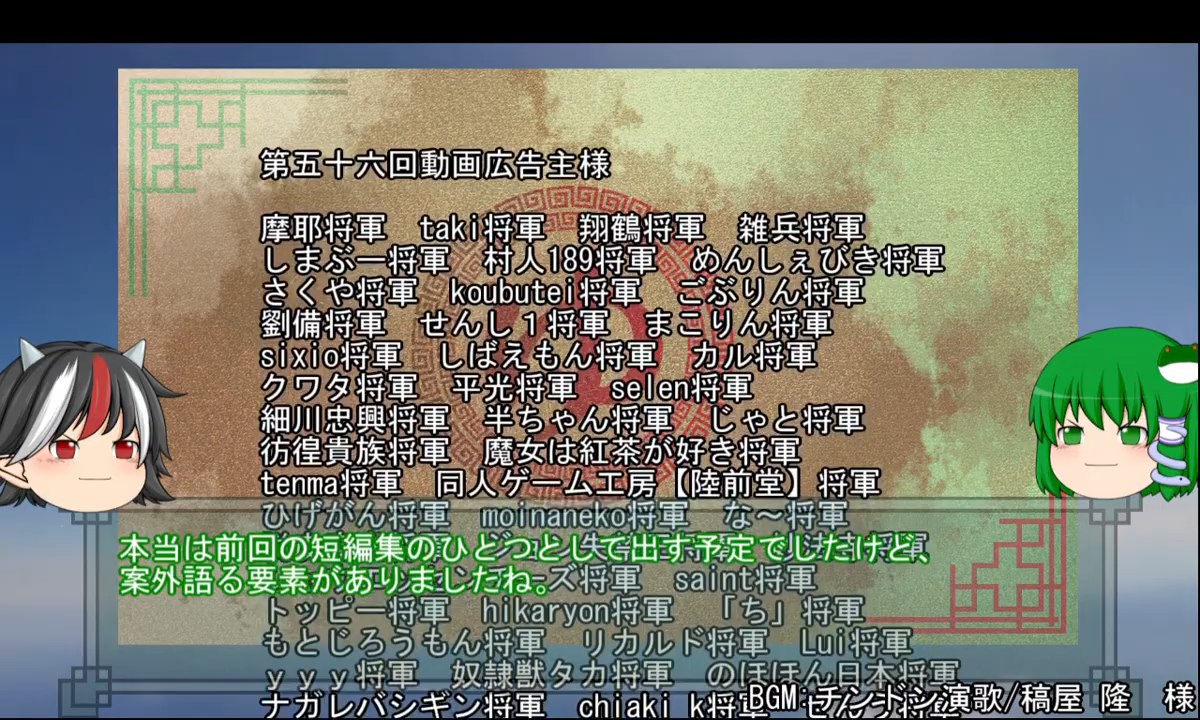 第五十六回動画広告主様
摩耶将軍　taki将軍　翔鶴将軍　雑兵将軍
しまぶー将軍　村人189将軍　めんしぇびき将軍
さくや将軍　koubutei将軍　ごぶりん将軍
劉備将軍　せんし１将軍　まこりん将軍
sixio将軍　しばえもん将軍　カル将軍
クワタ将軍　平光将軍　selen将軍
細川忠興将軍　半ちゃん将軍　じゃと将軍
彷徨貴族将軍　魔女は紅茶が好き将軍
tenma将軍　同人ゲーム工房【陸前堂】将軍
ひげがん将軍　moinaneko将軍　な～将軍
本当は前回の短編集のひとつとして出す予定でしたけど、
案外語る要素がありましたね。
ズ将軍　saint将軍
トッピー将軍　hikaryon将軍　「ち」将軍
もとじろうもん将軍　リカルド将軍　Lui将軍
ｙｙｙ将軍　奴隷獣タカ将軍　のほほん日本将軍
ナガレバシギン将軍　chiaki k将軍
BGM:チンドン演歌/稿屋 隆　様